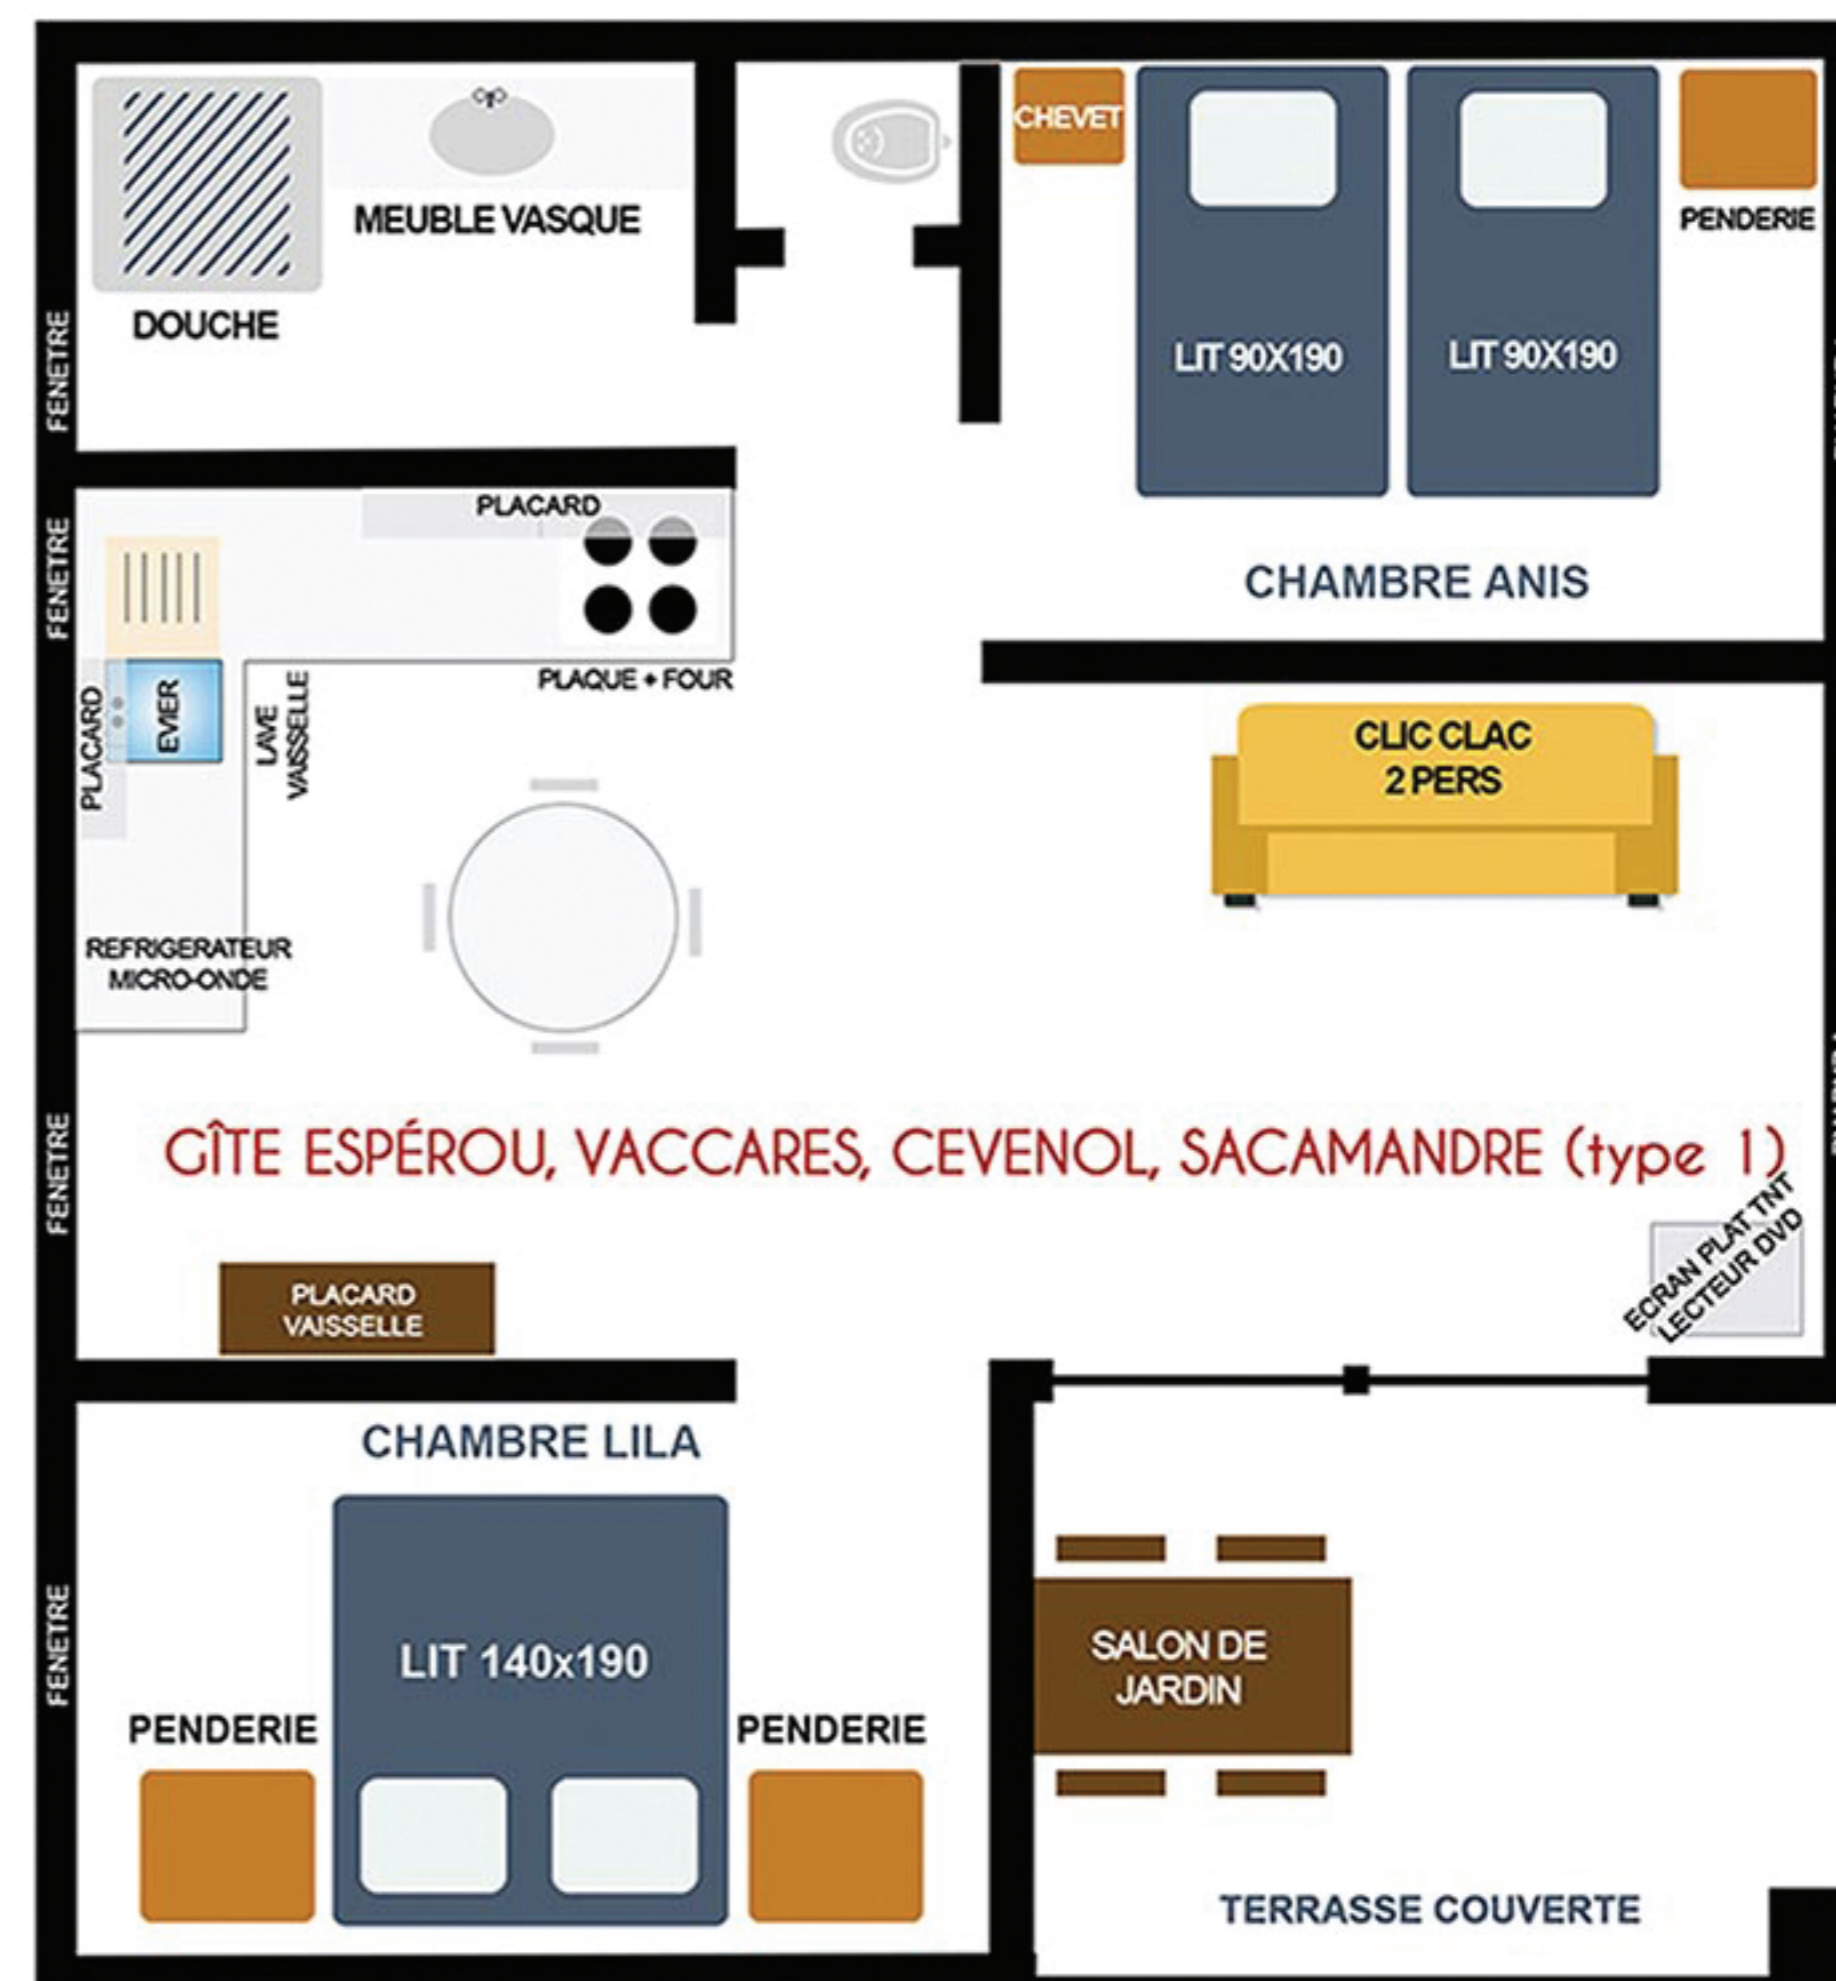 CHEVET
MEUBLE VASQUE
PENDERIE
DOUCHE
FENETRE
LIT 90X190
LIT 90X190
PLACARD
FENETRE
CHAMBRE ANIS
PLAQUE + FOUR
PLACARD
EVIER
LAVE
VAISSELLE
CLIC CLAC
2 PERS
REFRIGERATEUR
MICRO-ONDE
FENETRE
GÎTE ESPÉROU, VACCARES, CEVENOL, SACAMANDRE (type 1)
ECRAN PLAT TNT
LECTEUR DVD
PLACARD
VAISSELLE
CHAMBRE LILA
FENETRE
LIT 140x190
SALON DE
JARDIN
PENDERIE
PENDERIE
TERRASSE COUVERTE